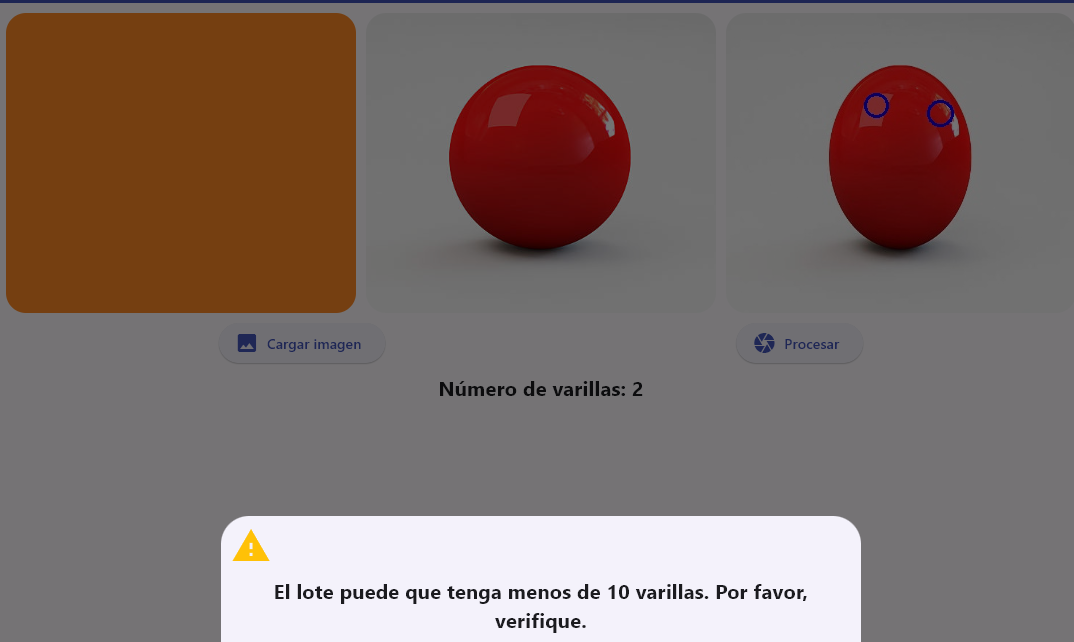 Cargar imagen
Procesar
Número de varillas: 2
El lote puede que tenga menos de 10 varillas. Por favor,
verifique.